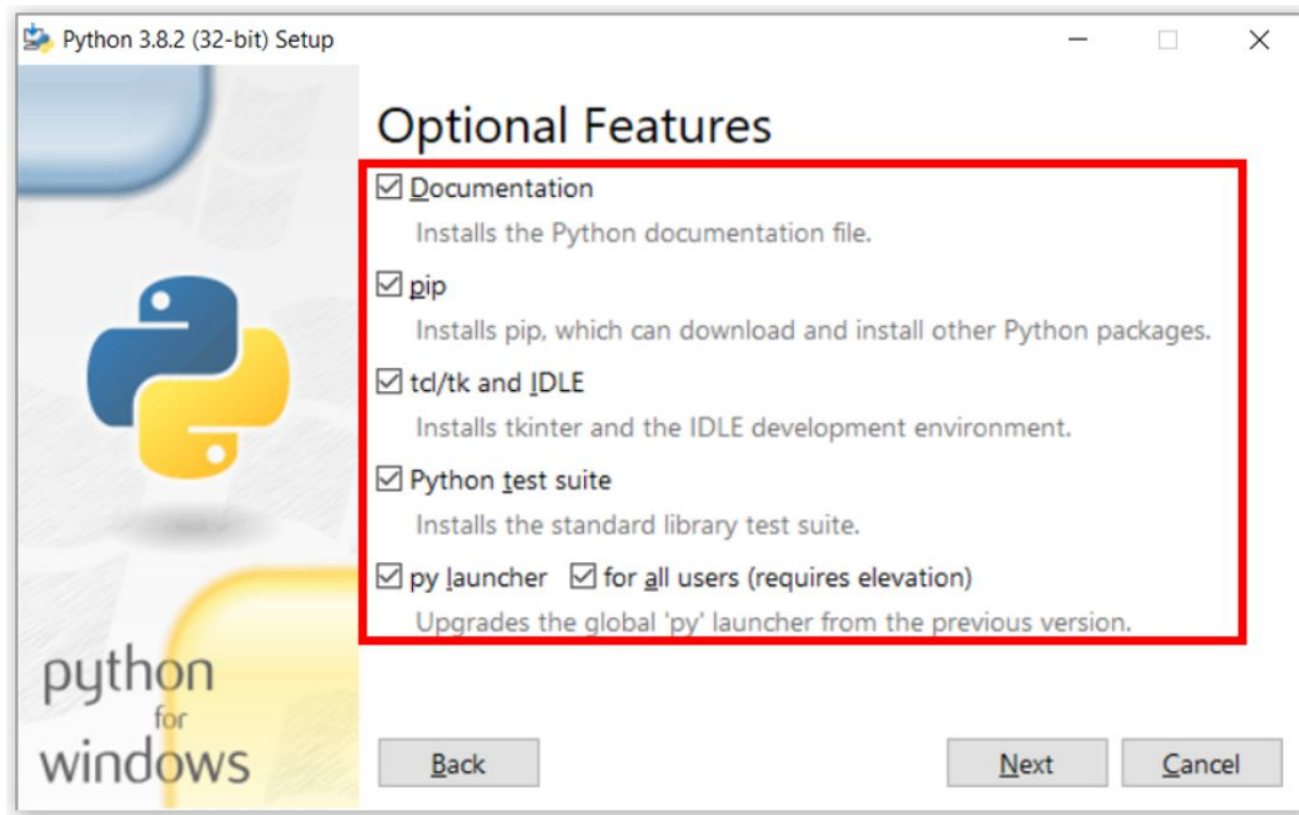 Python 3.8.2 (32-bit) Setup
Optional Features
Documentation
Installs the Python documentation file.
pip
Installs pip, which can download and install other Python packages.
tcl/tk and IDLE
Installs tkinter and the IDLE development environment.
Python test suite
Installs the standard library test suite.
py launcher for all users (requires elevation)
Upgrades the global 'py' launcher from the previous version.
python
for
windows
Back Next Cancel